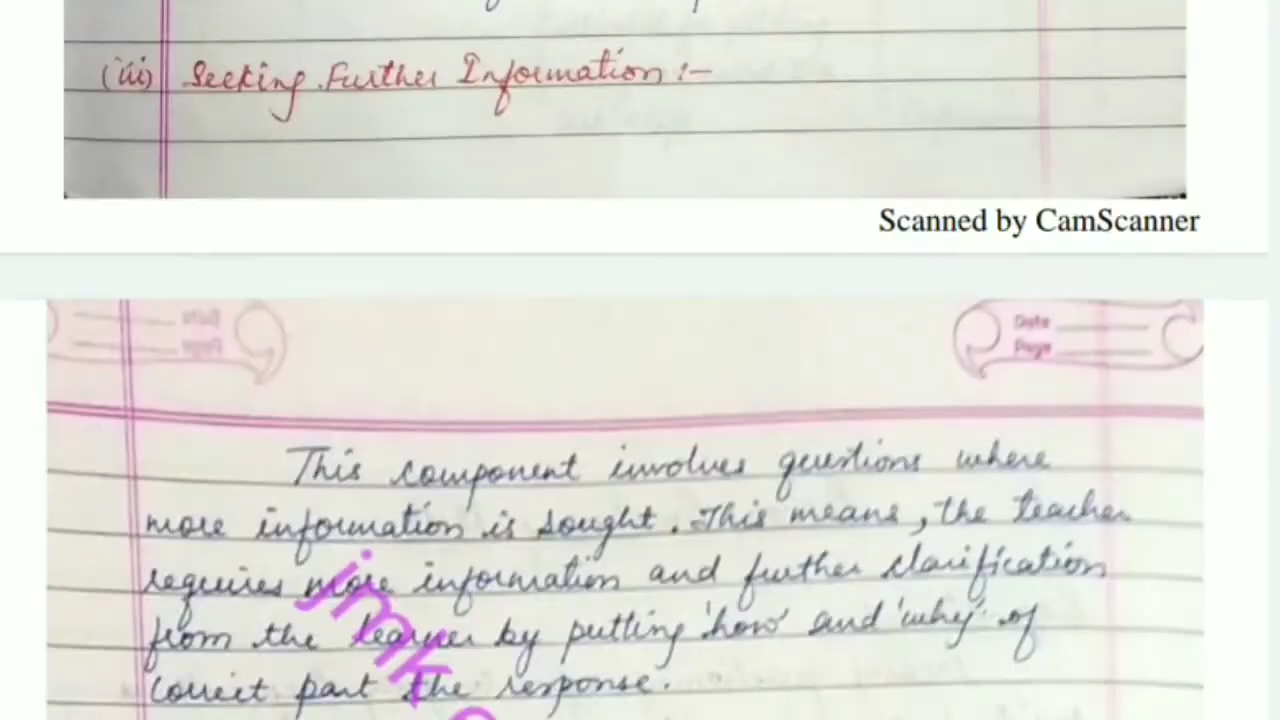 (iii) Seeking Further Information :-
Scanned by CamScanner
Date
Page
This component involves questions where
more information is sought. This means, the teacher
requires more information and further clarification
from the learner by putting 'how' and 'why' of
correct part the response.
jmk